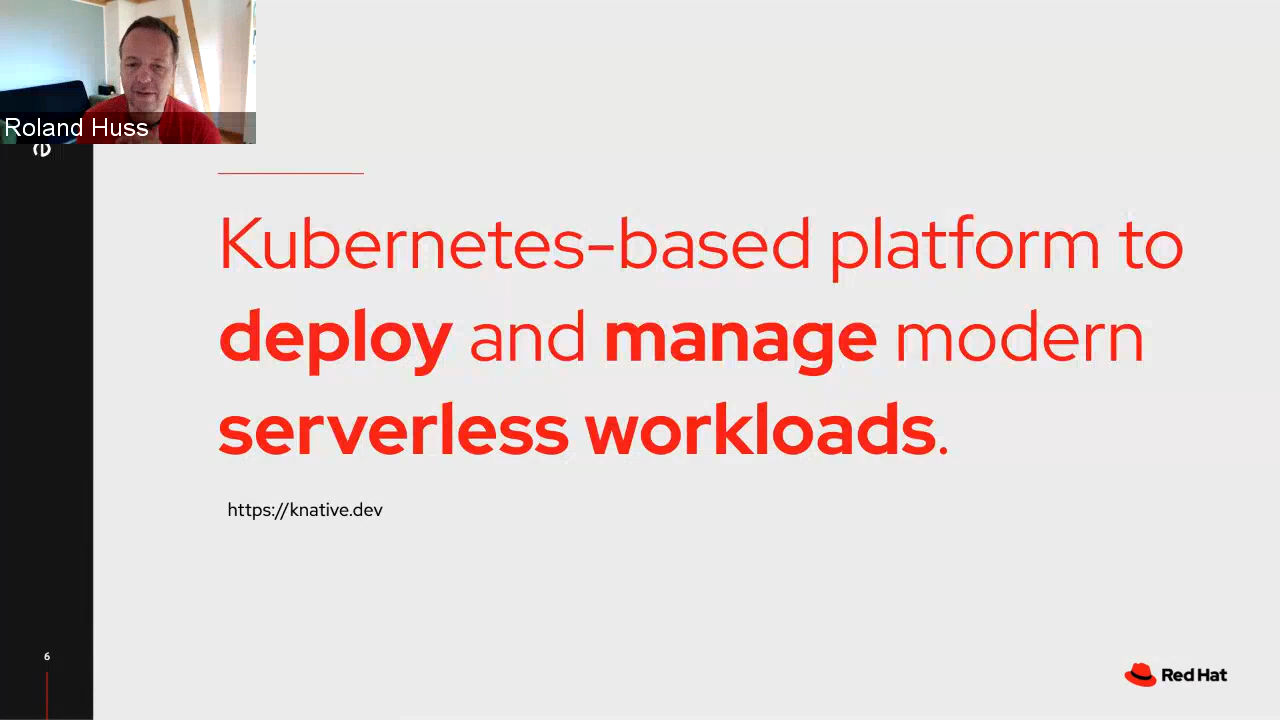 Roland Huss
Kubernetes-based platform to
deploy and manage modern
serverless workloads.
https://knative.dev
6
Red Hat